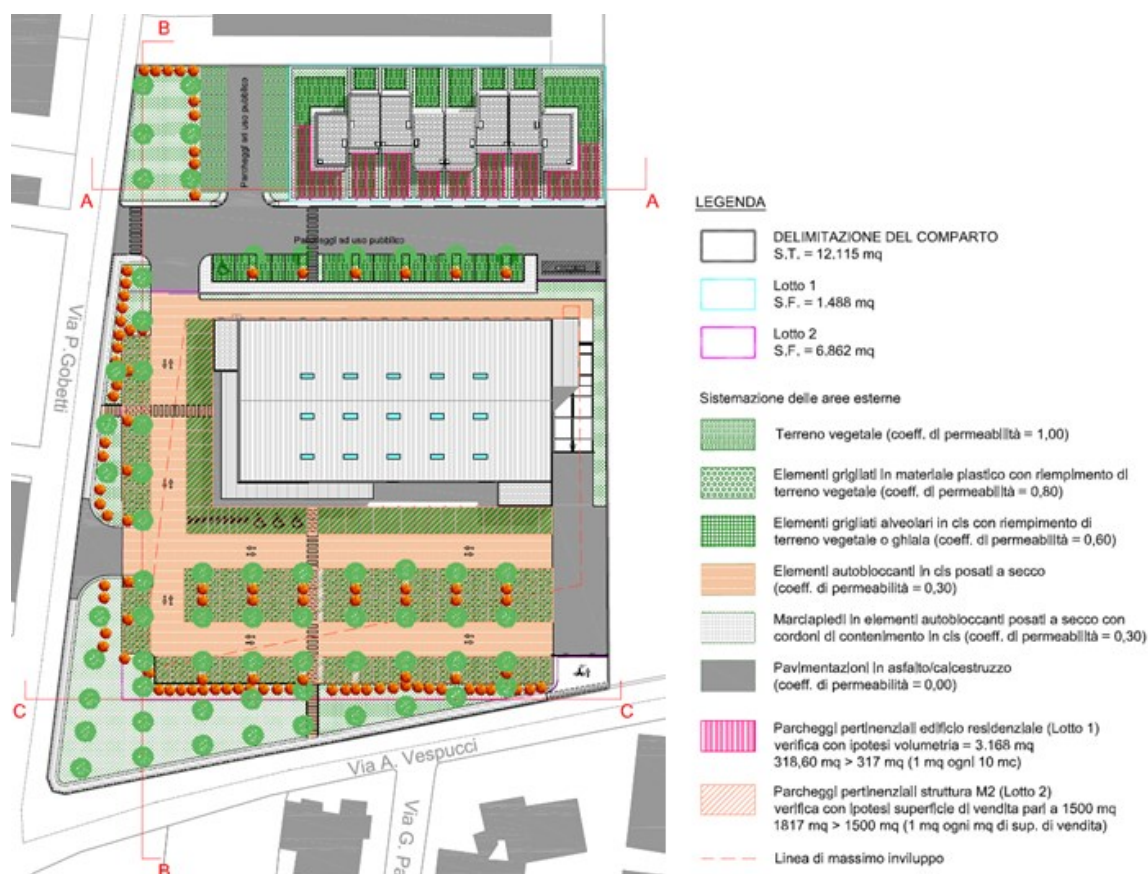 B
Parcheggi ad uso pubblico
A
A
Parcheggi ad uso pubblico
Via P.Gobetti
C
C
Via A. Vespucci
Via G. Pa
B
LEGENDA
DELIMITAZIONE DEL COMPARTO
S.T. = 12.115 mq
Lotto 1
S.F. = 1.488 mq
Lotto 2
S.F. = 6,862 mq
Sistemazione delle aree esterne
Terreno vegetale (coeff. di permeabilità = 1,00)
Elementi grigliati in materiale plastico con riempimento di
terreno vegetale (coeff. di permeabilità = 0,80)
Elementi grigliati alveolari in cls con riempimento di
terreno vegetale o ghiaia (coeff. di permeabilità = 0,60)
Elementi autobloccanti in cls posati a secco
(coeff. di permeabilità = 0,30)
Marciapiedi in elementi autobloccanti posati a secco con
cordoni di contenimento in cls (coeff. di permeabilità = 0,30)
Pavimentazioni in asfalto/calcestruzzo
(coeff. di permeabilità = 0,00)
Parcheggi pertinenziali edificio residenziale (Lotto 1)
verifica con ipotesi volumetria = 3.168 mq
318,60 mq > 317 mq (1 mq ogni 10 mc)
Parcheggi pertinenziali struttura M2 (Lotto 2)
verifica con ipotesi superficie di vendita pari a 1500 mq
1817 mq > 1500 mq (1 mq ogni mq di sup. di vendita)
Linea di massimo inviluppo